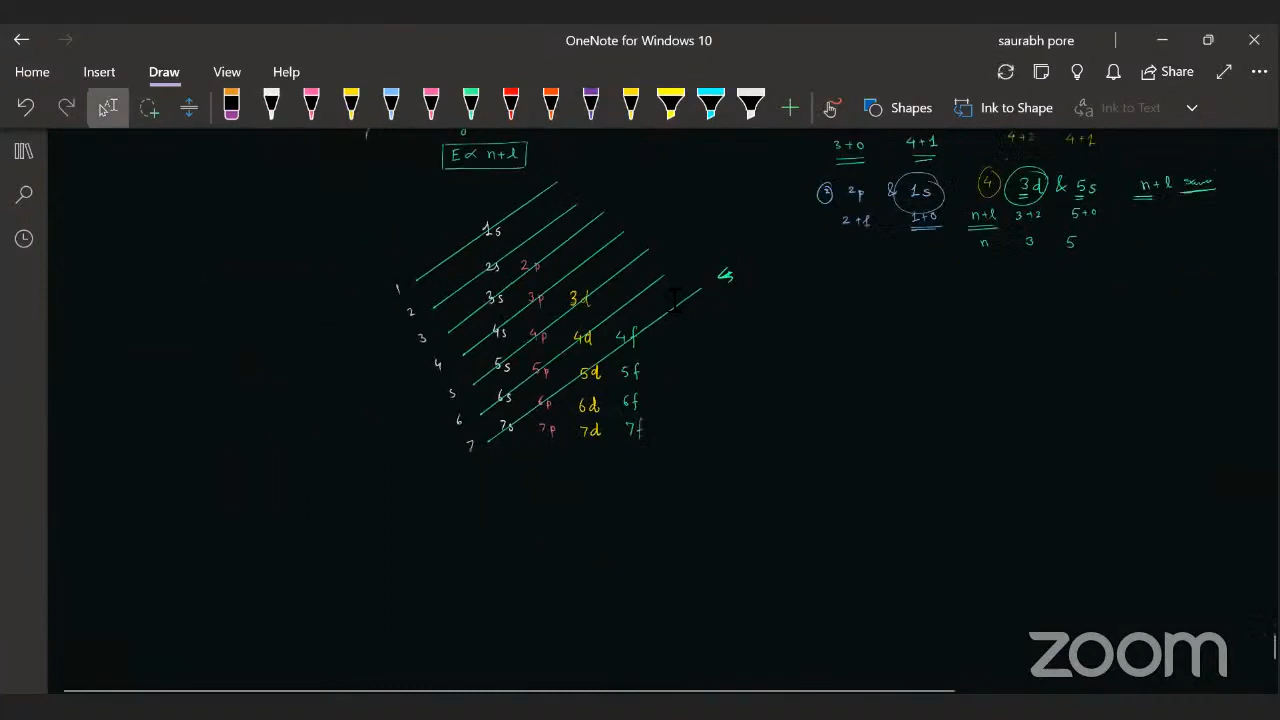 OneNote for Windows 10
saurabh pore
Home Insert Draw View Help
Share
Shapes Ink to Shape Ink to Text
E ∝ n+l
3+0 4+1
4+1
② 2p & 1s
2+1 1+0
④ 3d & 5s n+l
n+l 3+2 5+0
n 3 5
1s
2s 2p
1 3s 3p 3d
2 4s 4p 4d 4f
3 5s 5p 5d 5f
4 6s 6p 6d 6f
5 7s 7p 7d 7f
6
7
zoom